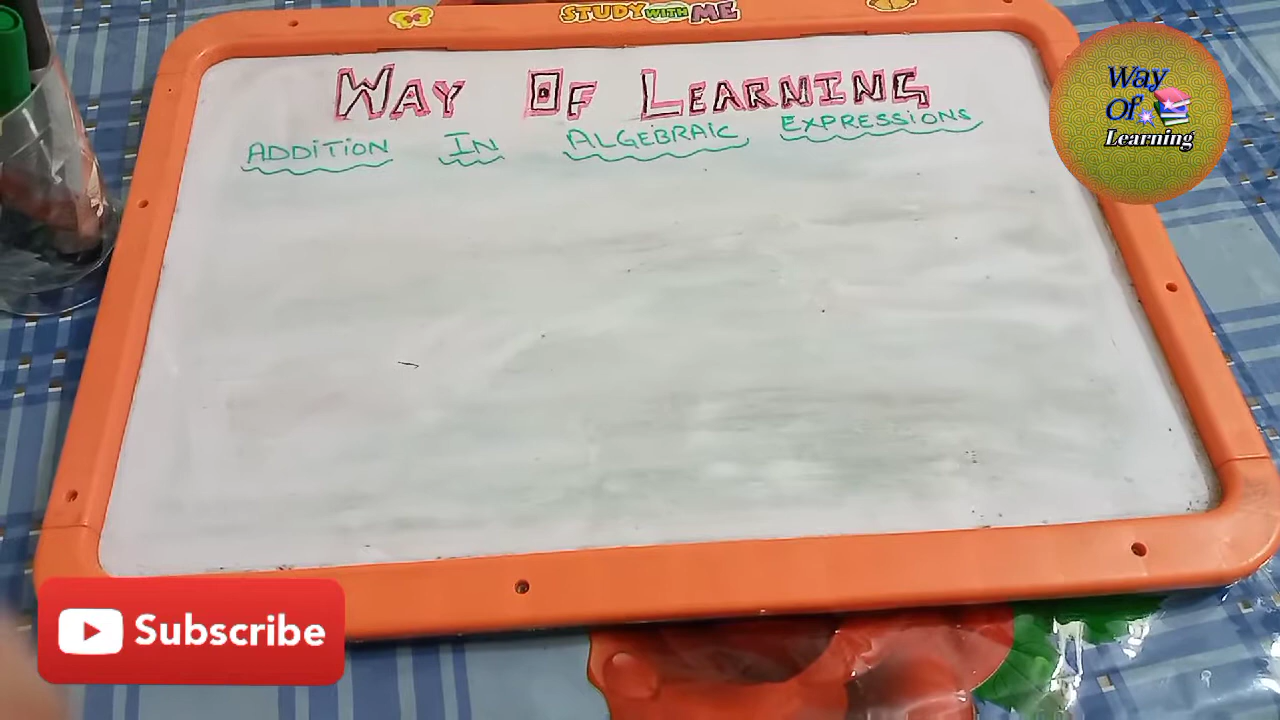 STUDY WITH ME
WAY OF LEARNING
ADDITION IN ALGEBRAIC EXPRESSIONS
Way
Of
Learning
Subscribe